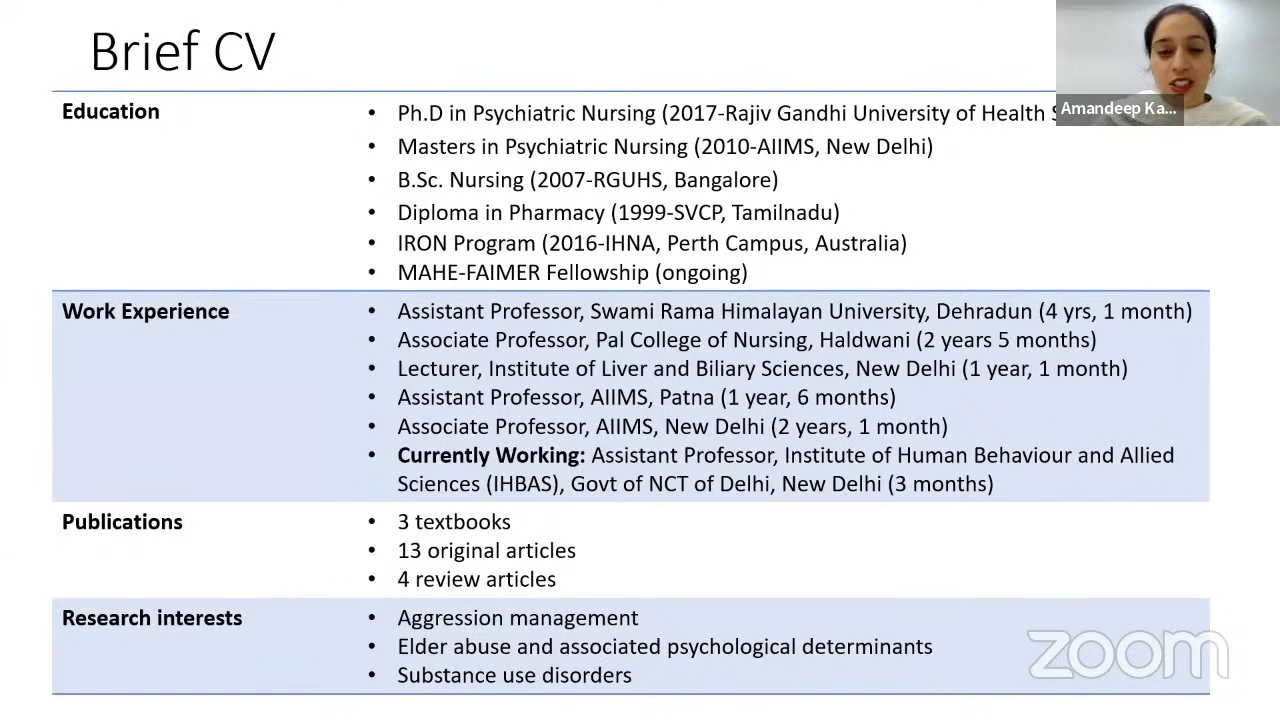 Brief CV
Amandeep Ka...
Education
• Ph.D in Psychiatric Nursing (2017-Rajiv Gandhi University of Health
• Masters in Psychiatric Nursing (2010-AIIMS, New Delhi)
• B.Sc. Nursing (2007-RGUHS, Bangalore)
• Diploma in Pharmacy (1999-SVCP, Tamilnadu)
• IRON Program (2016-IHNA, Perth Campus, Australia)
• MAHE-FAIMER Fellowship (ongoing)
Work Experience
• Assistant Professor, Swami Rama Himalayan University, Dehradun (4 yrs, 1 month)
• Associate Professor, Pal College of Nursing, Haldwani (2 years 5 months)
• Lecturer, Institute of Liver and Biliary Sciences, New Delhi (1 year, 1 month)
• Assistant Professor, AIIMS, Patna (1 year, 6 months)
• Associate Professor, AIIMS, New Delhi (2 years, 1 month)
• Currently Working: Assistant Professor, Institute of Human Behaviour and Allied
Sciences (IHBAS), Govt of NCT of Delhi, New Delhi (3 months)
Publications
• 3 textbooks
• 13 original articles
• 4 review articles
Research interests
• Aggression management
• Elder abuse and associated psychological determinants
• Substance use disorders
zoom